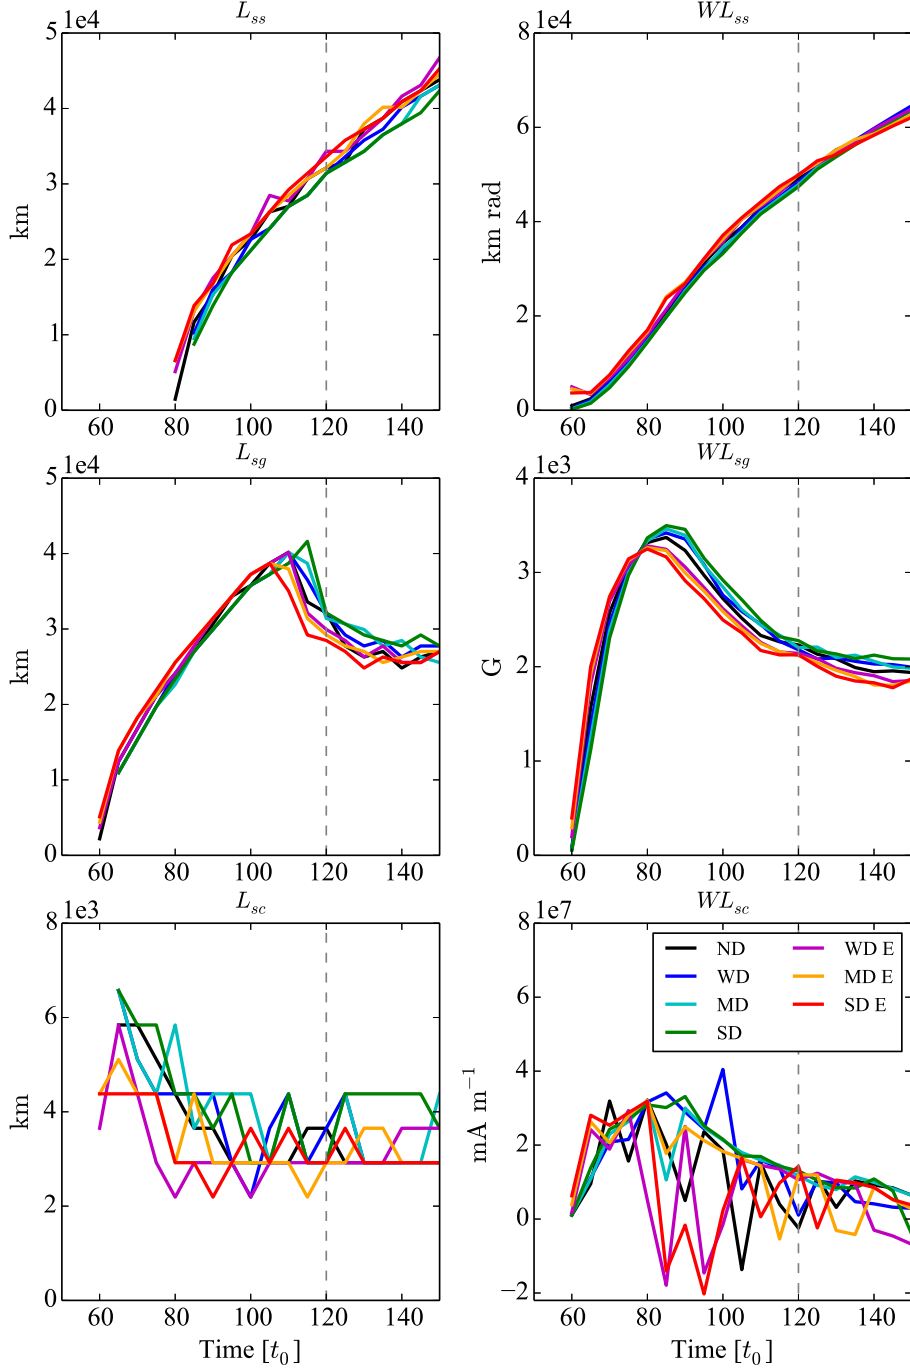 L_ss
5 1e4
4
3
2
1
0
km
60 80 100 120 140
WL_ss
8 1e4
6
4
2
0
km rad
60 80 100 120 140
L_sg
5 1e4
4
3
2
1
0
km
60 80 100 120 140
WL_sg
4 1e3
3
2
1
0
G
60 80 100 120 140
L_sc
8 1e3
6
4
2
0
km
60 80 100 120 140
Time [t_0]
WL_sc
8 1e7
6
4
2
0
−2
mA m⁻¹
ND WD E
WD MD E
MD SD E
SD
60 80 100 120 140
Time [t_0]